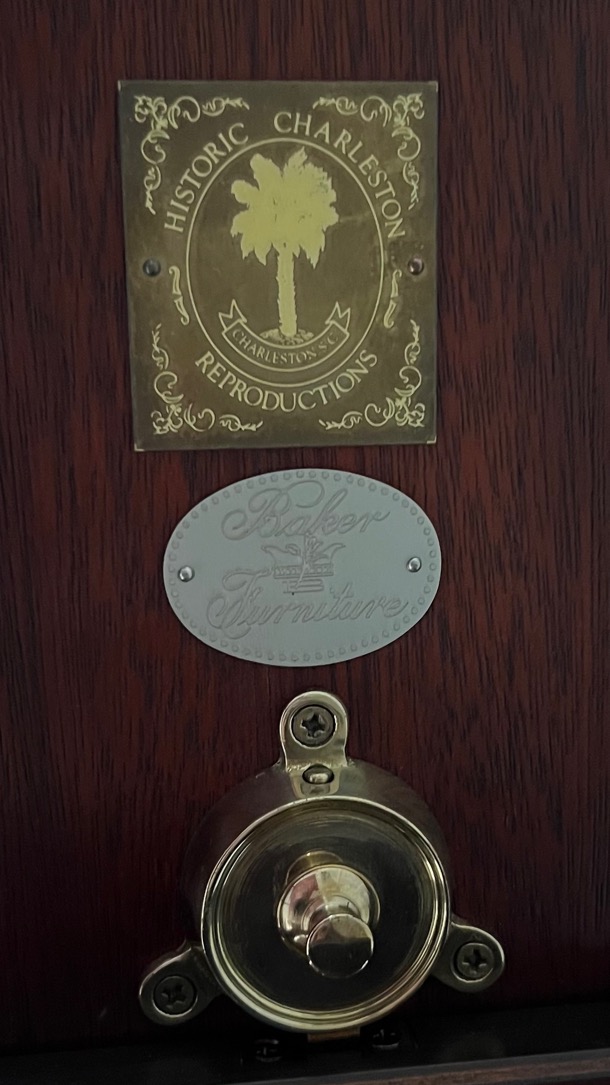 HISTORIC CHARLESTON
CHARLESTON S.C.
REPRODUCTIONS
Baker
Furniture